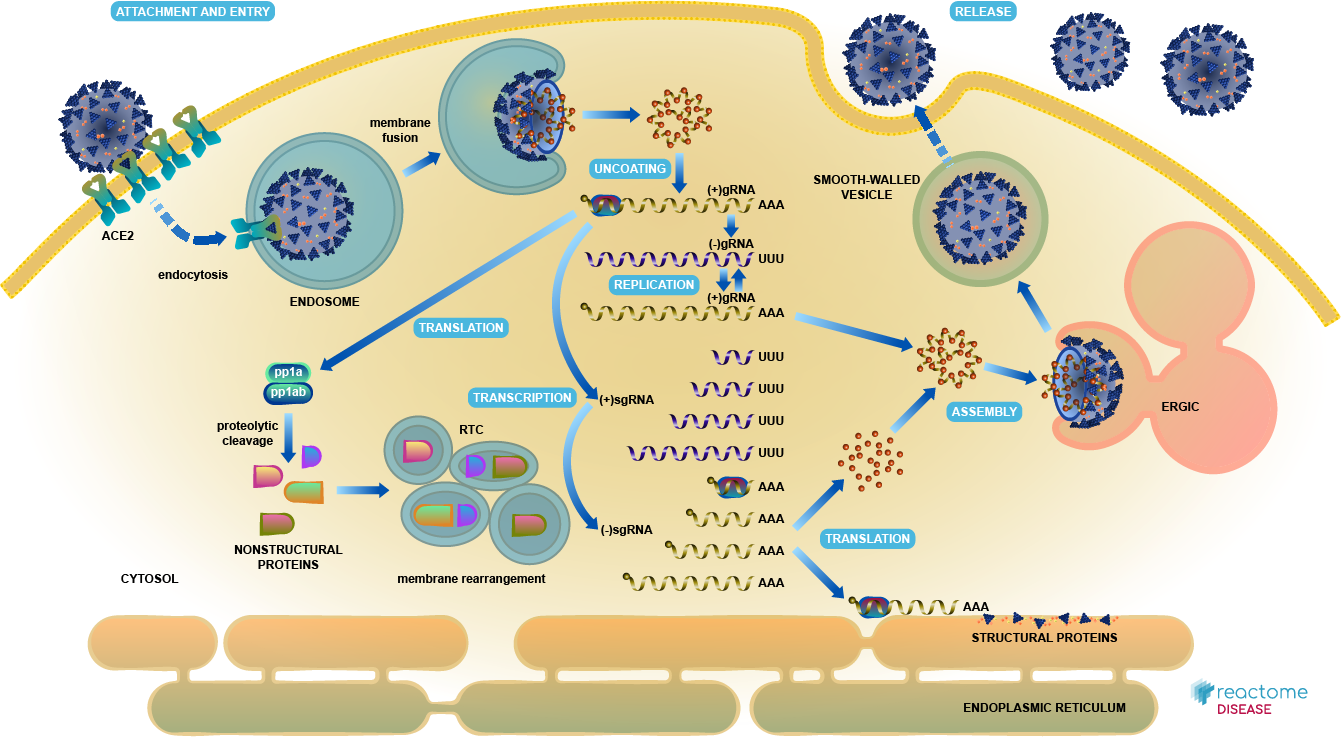 ATTACHMENT AND ENTRY
RELEASE
membrane
fusion
UNCOATING
(+)gRNA
AAA
SMOOTH-WALLED
VESICLE
ACE2
(-)gRNA
UUU
endocytosis
REPLICATION
ENDOSOME
(+)gRNA
AAA
TRANSLATION
UUU
pp1a
pp1ab
UUU
TRANSCRIPTION
(+)sgRNA
ERGIC
ASSEMBLY
proteolytic
cleavage
RTC
UUU
UUU
AAA
AAA
(-)sgRNA
TRANSLATION
NONSTRUCTURAL
PROTEINS
AAA
CYTOSOL
membrane rearrangement
AAA
AAA
STRUCTURAL PROTEINS
ENDOPLASMIC RETICULUM
reactome
DISEASE